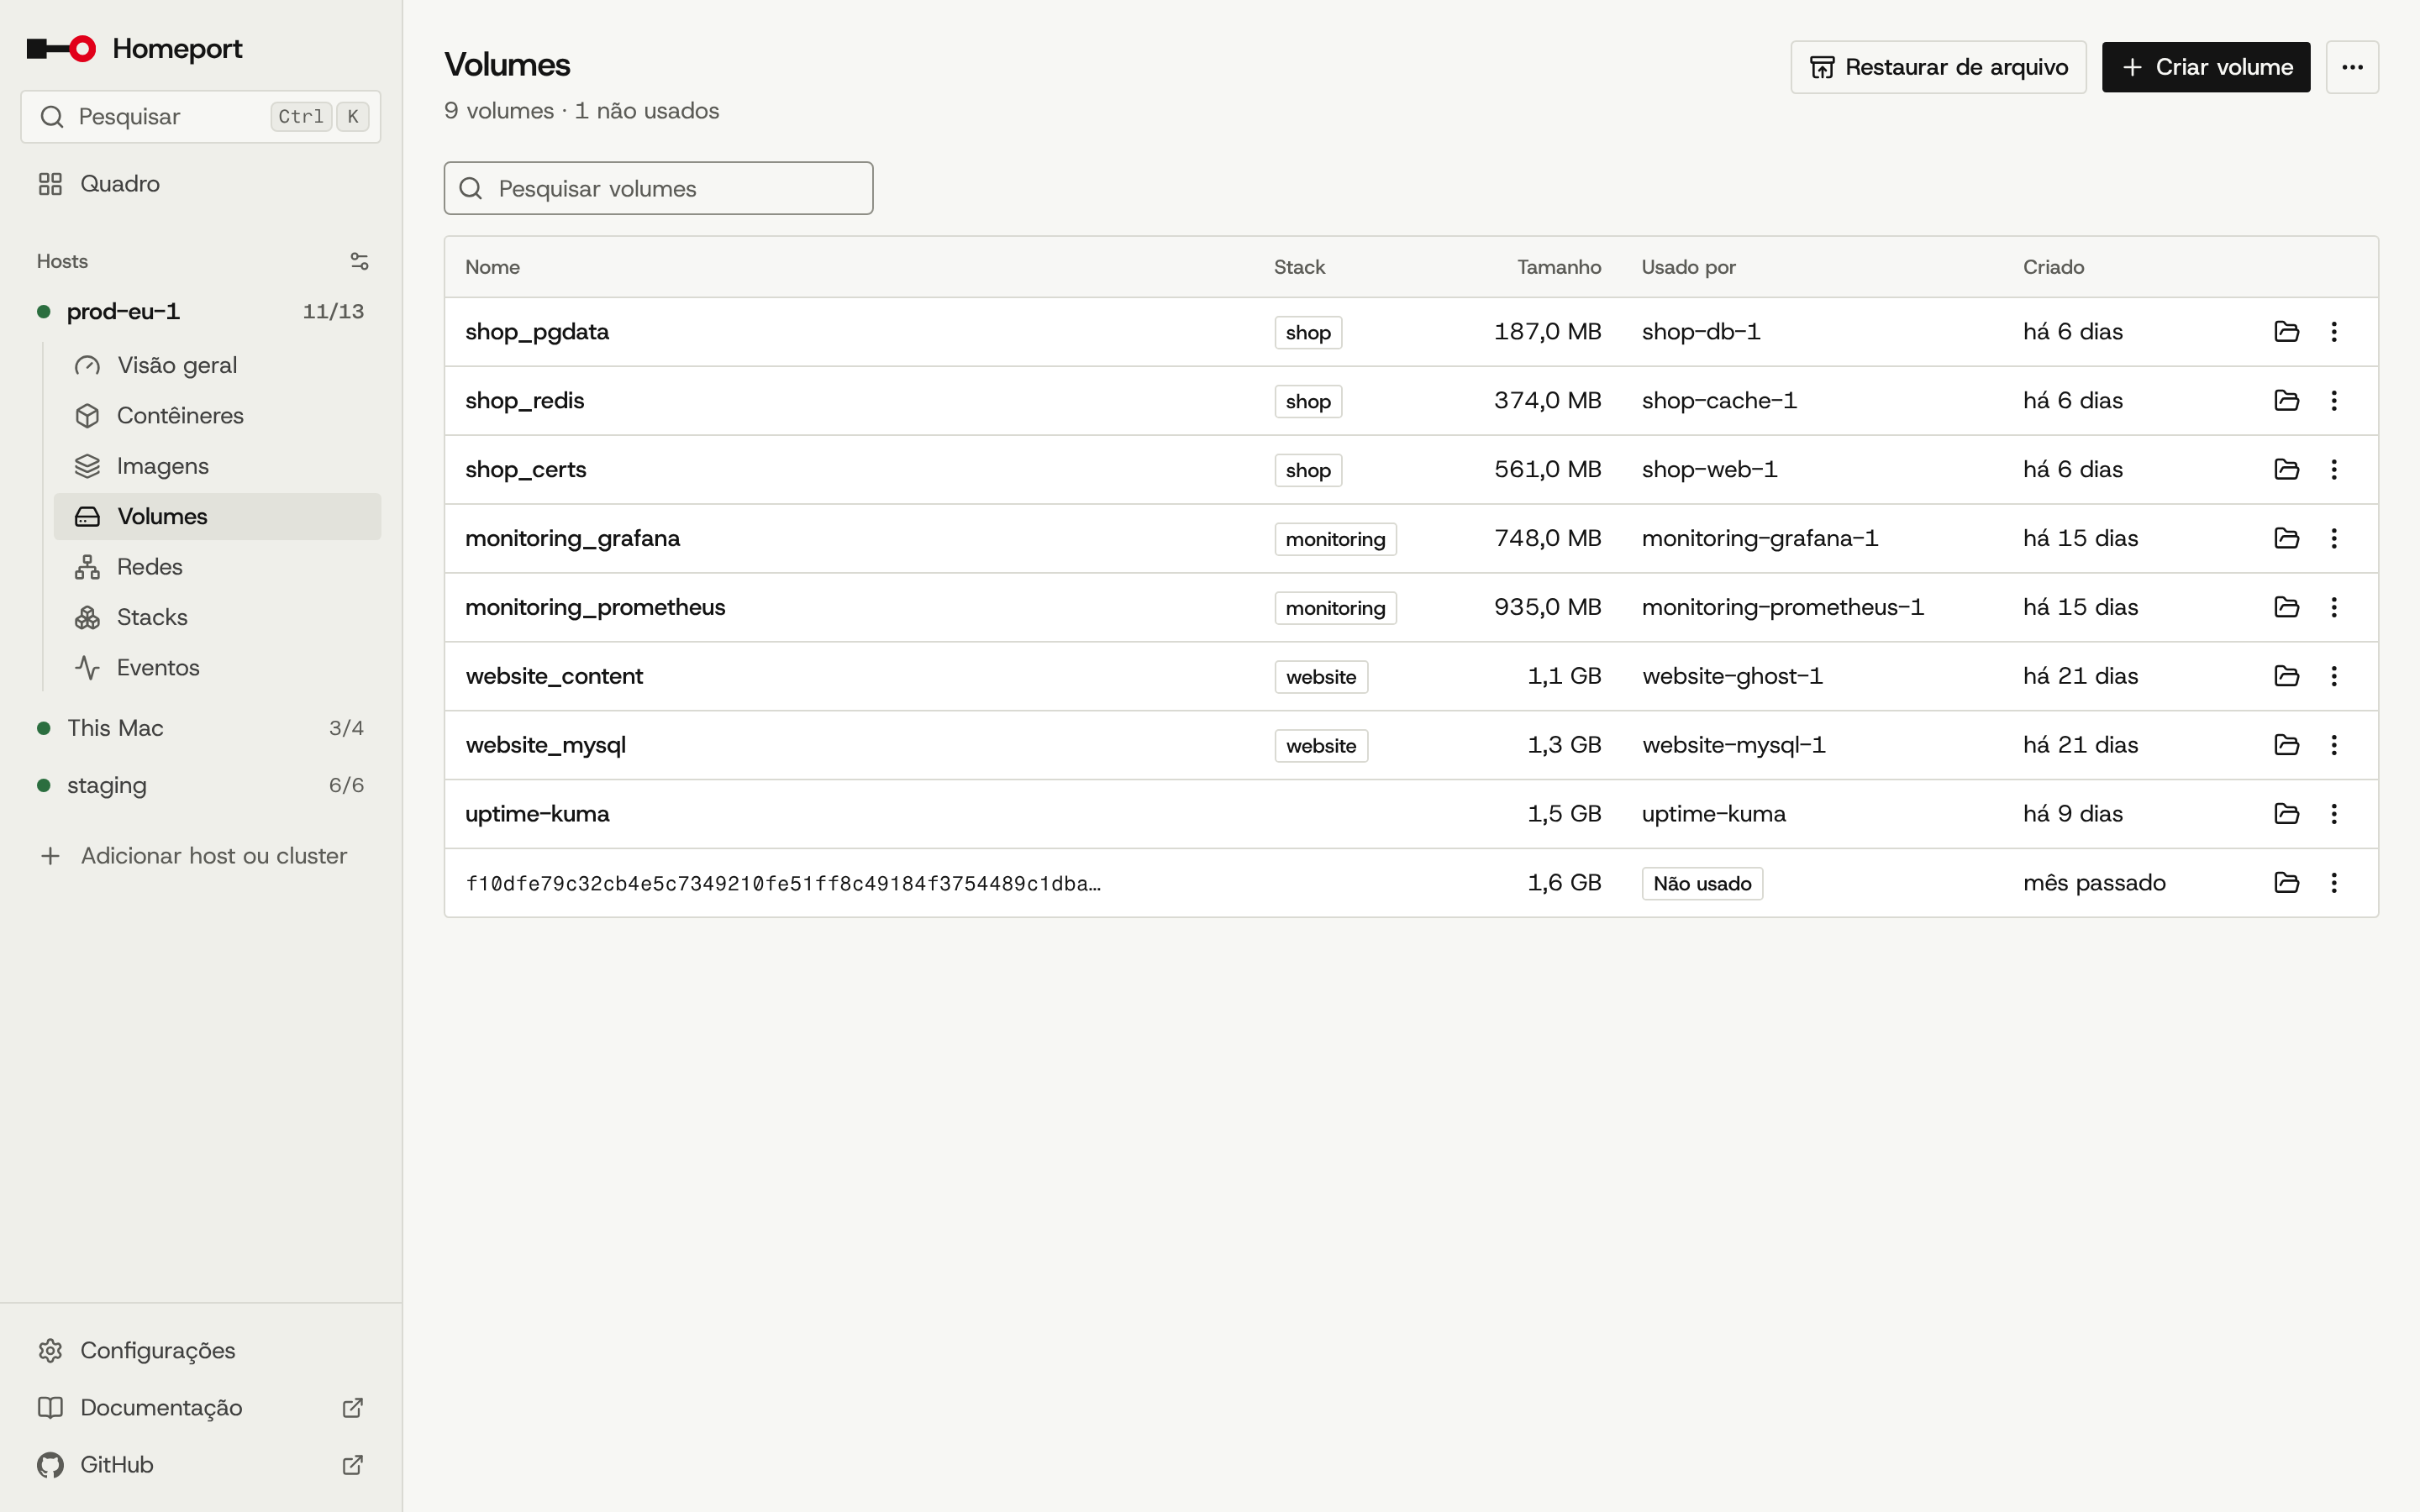 Homeport
Pesquisar Ctrl K
Quadro
Hosts
prod-eu-1 11/13
Visão geral
Contêineres
Imagens
Volumes
Redes
Stacks
Eventos
This Mac 3/4
staging 6/6
Adicionar host ou cluster
Configurações
Documentação
GitHub
Volumes
9 volumes · 1 não usados
Restaurar de arquivo
Criar volume
Pesquisar volumes
Nome Stack Tamanho Usado por Criado
shop_pgdata shop 187,0 MB shop-db-1 há 6 dias
shop_redis shop 374,0 MB shop-cache-1 há 6 dias
shop_certs shop 561,0 MB shop-web-1 há 6 dias
monitoring_grafana monitoring 748,0 MB monitoring-grafana-1 há 15 dias
monitoring_prometheus monitoring 935,0 MB monitoring-prometheus-1 há 15 dias
website_content website 1,1 GB website-ghost-1 há 21 dias
website_mysql website 1,3 GB website-mysql-1 há 21 dias
uptime-kuma 1,5 GB uptime-kuma há 9 dias
f10dfe79c32cb4e5c7349210fe51ff8c49184f3754489c1dba… 1,6 GB Não usado mês passado